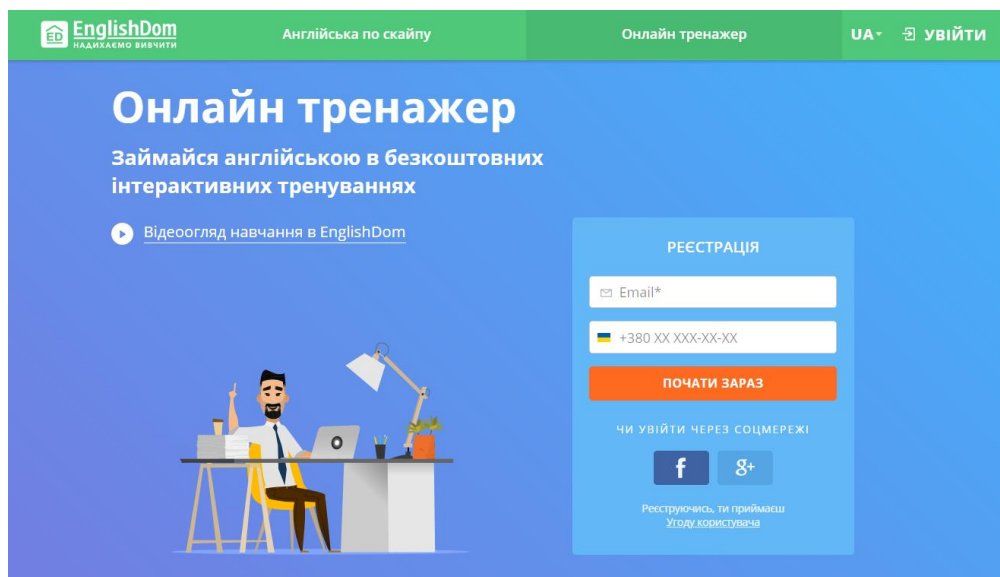 ED EnglishDom
НАДИХАЄМО ВИВЧИТИ
Англійська по скайпу
Онлайн тренажер
UA
УВІЙТИ
Онлайн тренажер
Займайся англійською в безкоштовних
інтерактивних тренуваннях
Відеоогляд навчання в EnglishDom
РЕЄСТРАЦІЯ
Email*
+380 XX XXX-XX-XX
ПОЧАТИ ЗАРАЗ
ЧИ УВІЙТИ ЧЕРЕЗ СОЦМЕРЕЖІ
f
g+
Реєструючись, ти приймаєш
Угоду користувача